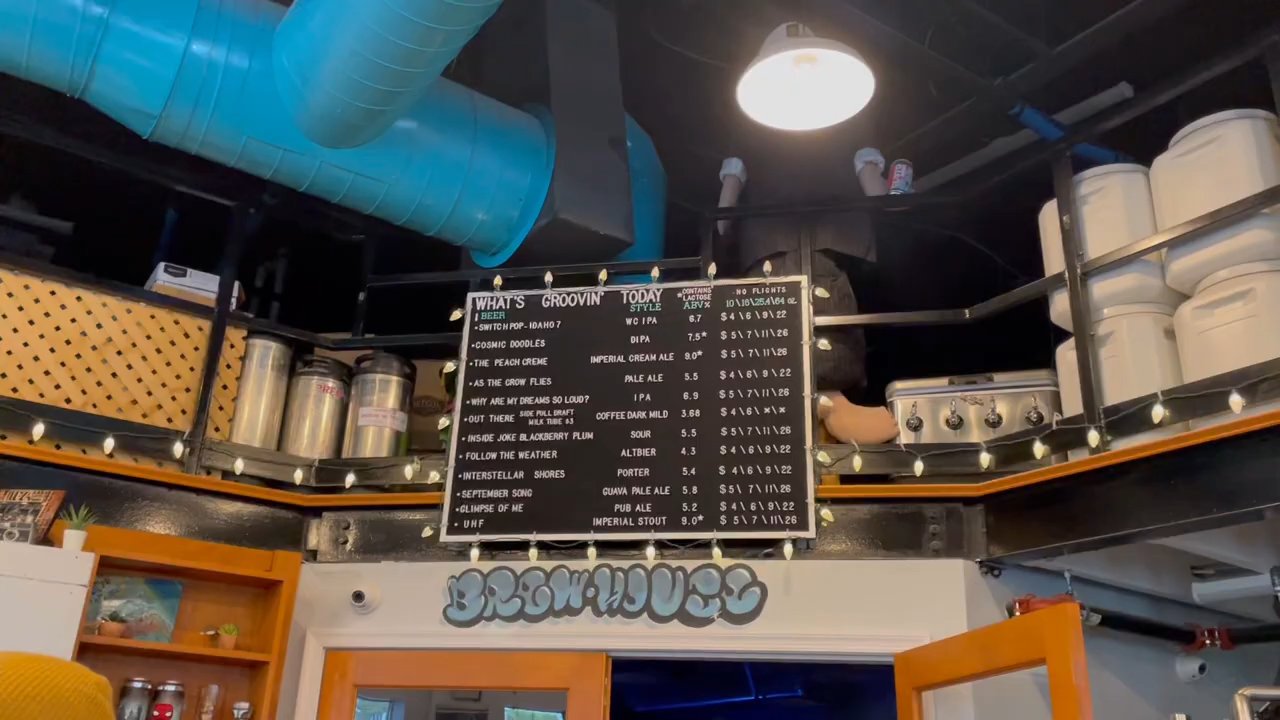 WHAT'S GROOVIN' TODAY *CONTAINS LACTOSE - NO FLIGHTS
BEER STYLE ABV% 10\16\25.4\64 oz.
• SWITCH POP - IDAHO 7 WC IPA 6.7 $4\6\9\22
• COSMIC DOODLES DIPA 7.5* $5\7\11\26
• THE PEACH CREME IMPERIAL CREAM ALE 9.0* $5\7\11\26
• AS THE CROW FLIES PALE ALE 5.5 $4\6\9\22
• WHY ARE MY DREAMS SO LOUD? IPA 6.9 $5\7\11\26
• OUT THERE SIDE PULL DRAFT MILK TUBE $3 COFFEE DARK MILD 3.68 $4\6\*\*
• INSIDE JOKE BLACKBERRY PLUM SOUR 5.5 $5\7\11\26
• FOLLOW THE WEATHER ALTBIER 4.3 $4\6\9\22
• INTERSTELLAR SHORES PORTER 5.4 $4\6\9\22
• SEPTEMBER SONG GUAVA PALE ALE 5.8 $5\7\11\26
• GLIMPSE OF ME PUB ALE 5.2 $4\6\9\22
• UHF IMPERIAL STOUT 9.0* $5\7\11\26
BREW-HOUSE